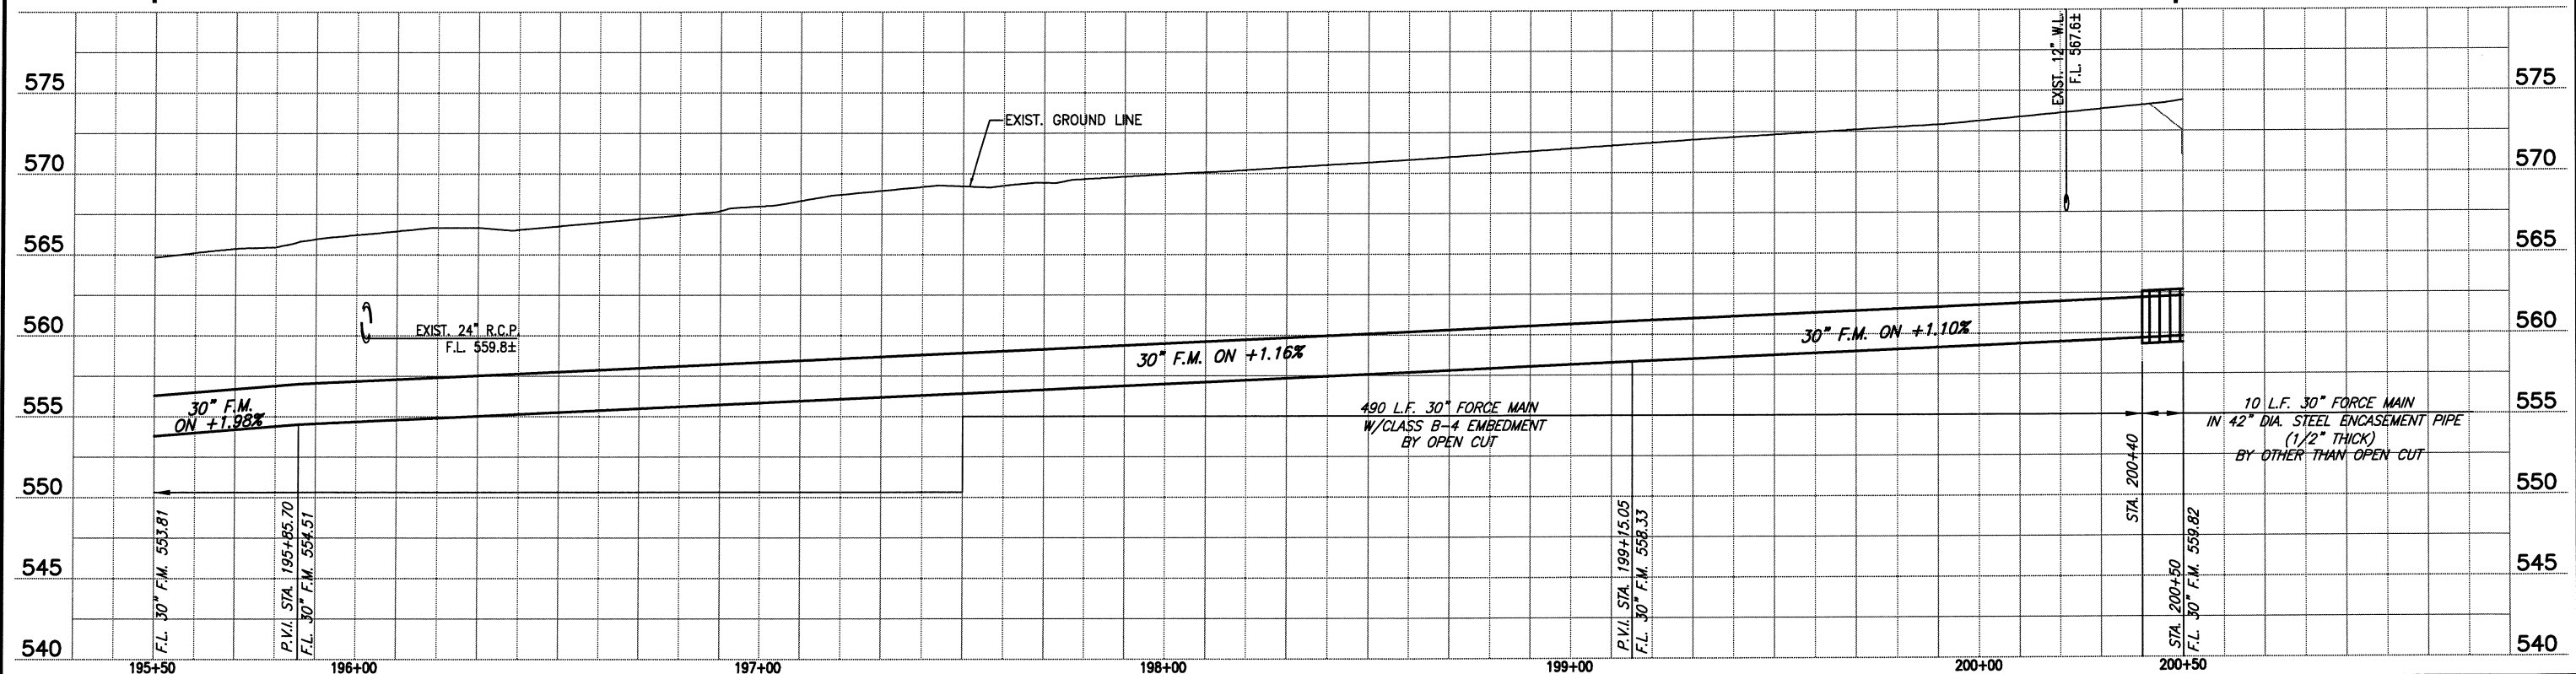 EXIST. 12" W.L.
F.L. 567.6±
575
575
EXIST. GROUND LINE
570
570
565
565
560
EXIST. 24" R.C.P.
F.L. 559.8±
30" F.M. ON +1.16%
30" F.M. ON +1.10%
560
555
30" F.M.
ON +1.98%
490 L.F. 30" FORCE MAIN
W/CLASS B-4 EMBEDMENT
BY OPEN CUT
10 L.F. 30" FORCE MAIN
IN 42" DIA. STEEL ENCASEMENT PIPE
(1/2" THICK)
BY OTHER THAN OPEN CUT
555
550
550
F.L. 30" F.M. 553.81
P.V.I. STA. 195+85.70
F.L. 30" F.M. 554.51
P.V.I. STA. 199+15.05
F.L. 30" F.M. 558.33
STA. 200+40
STA. 200+50
F.L. 30" F.M. 559.82
545
545
540
540
195+50
196+00
197+00
198+00
199+00
200+00
200+50